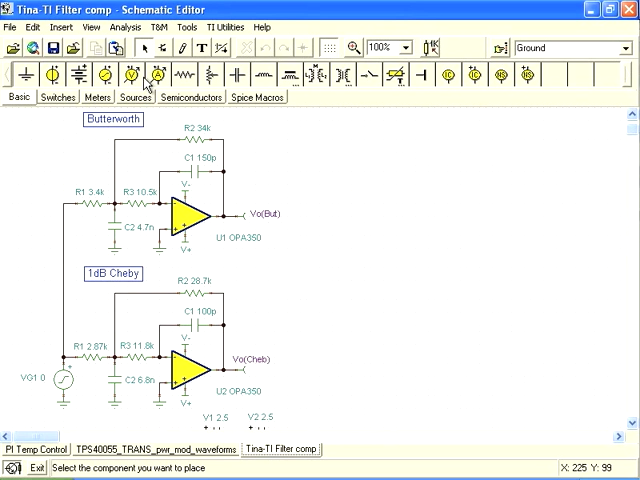 Tina-TI Filter comp - Schematic Editor
File Edit Insert View Analysis T&M Tools TI Utilities Help
100% Ground
Basic Switches Meters Sources Semiconductors Spice Macros
Butterworth
R2 34k
C1 150p
V-
R1 3.4k R3 10.5k
Vo(But)
C2 4.7n
U1 OPA350
V+
1dB Cheby
R2 28.7k
C1 100p
V-
R1 2.87k R3 11.8k
Vo(Cheb)
VG1 0
C2 6.8n
U2 OPA350
V+
V1 2.5 V2 2.5
PI Temp Control TPS40055_TRANS_pwr_mod_waveforms Tina-TI Filter comp
Exit Select the component you want to place X: 225 Y: 99